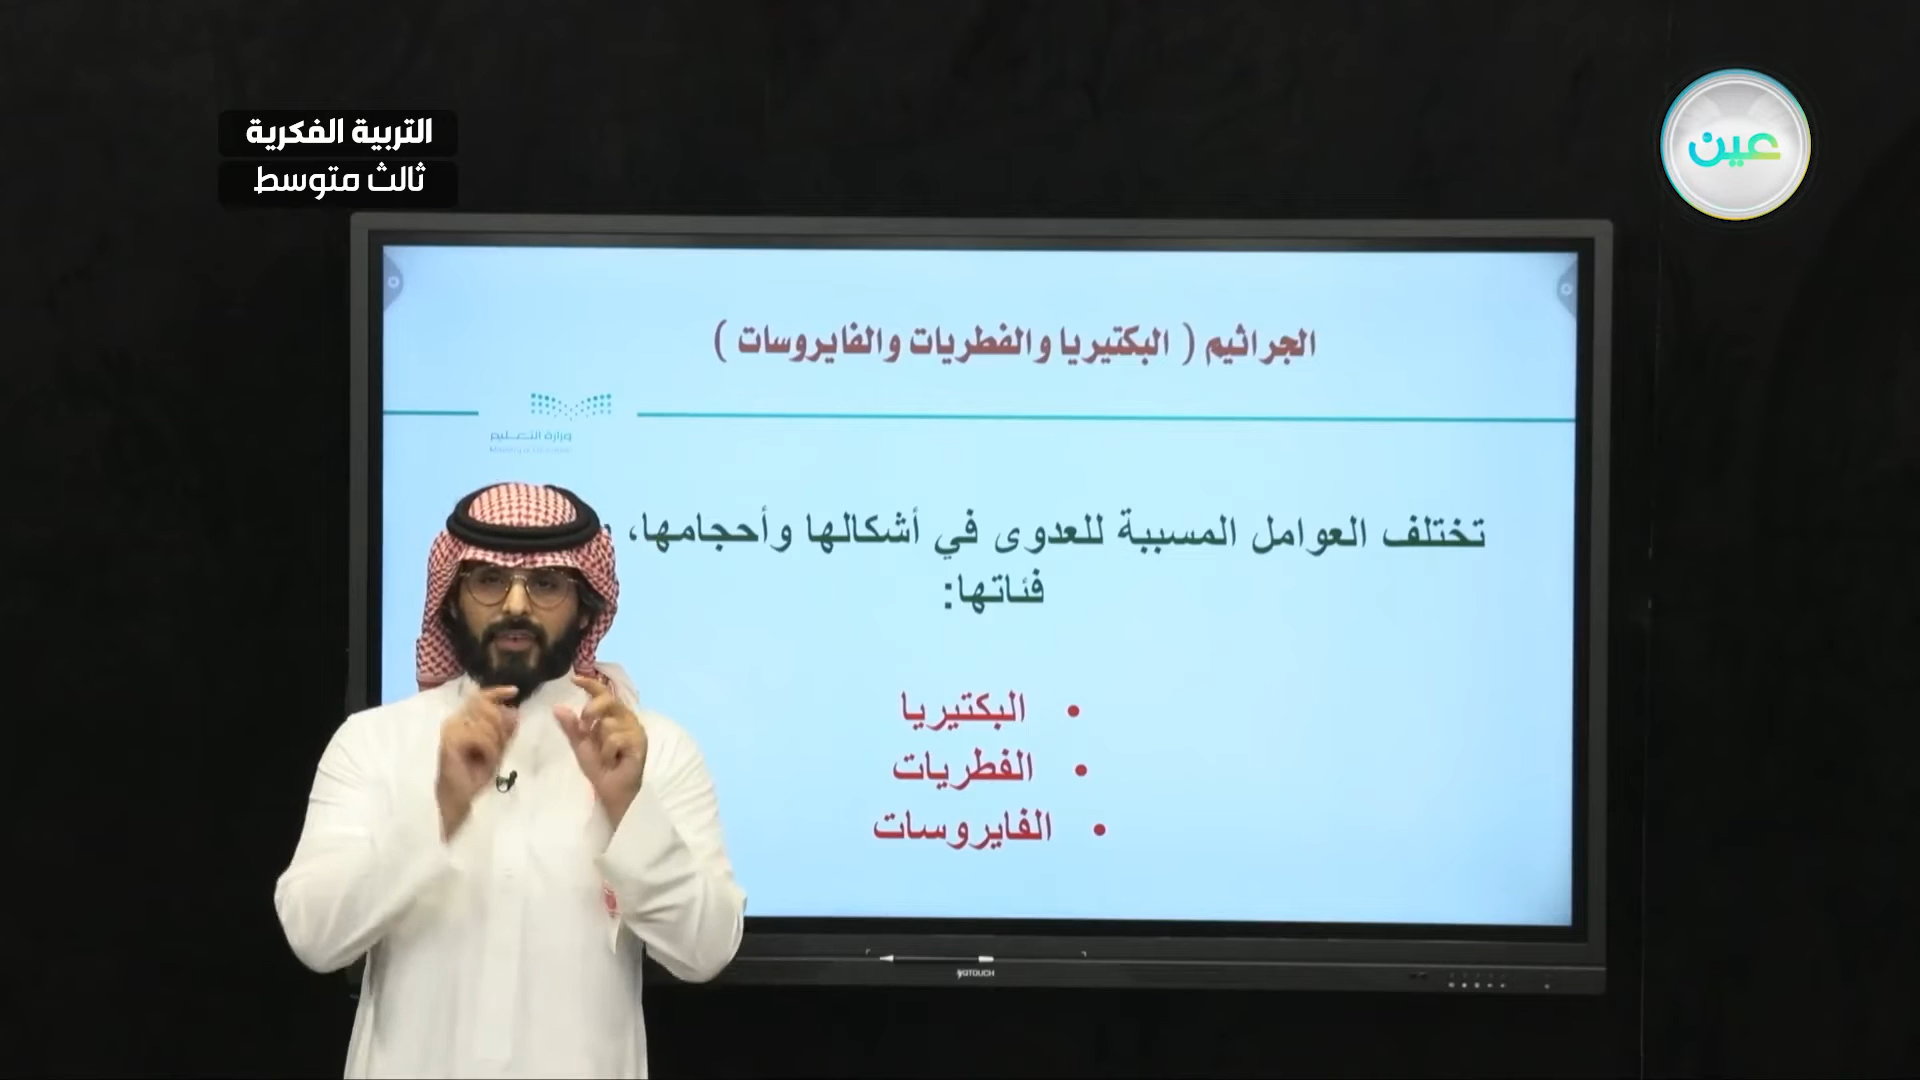 التربية الفكرية
ثالث متوسط
عين
الجراثيم ( البكتيريا والفطريات والفايروسات )
وزارة التعليم
تختلف العوامل المسببة للعدوى في أشكالها وأحجامها،
فئاتها:
• البكتيريا
• الفطريات
• الفايروسات